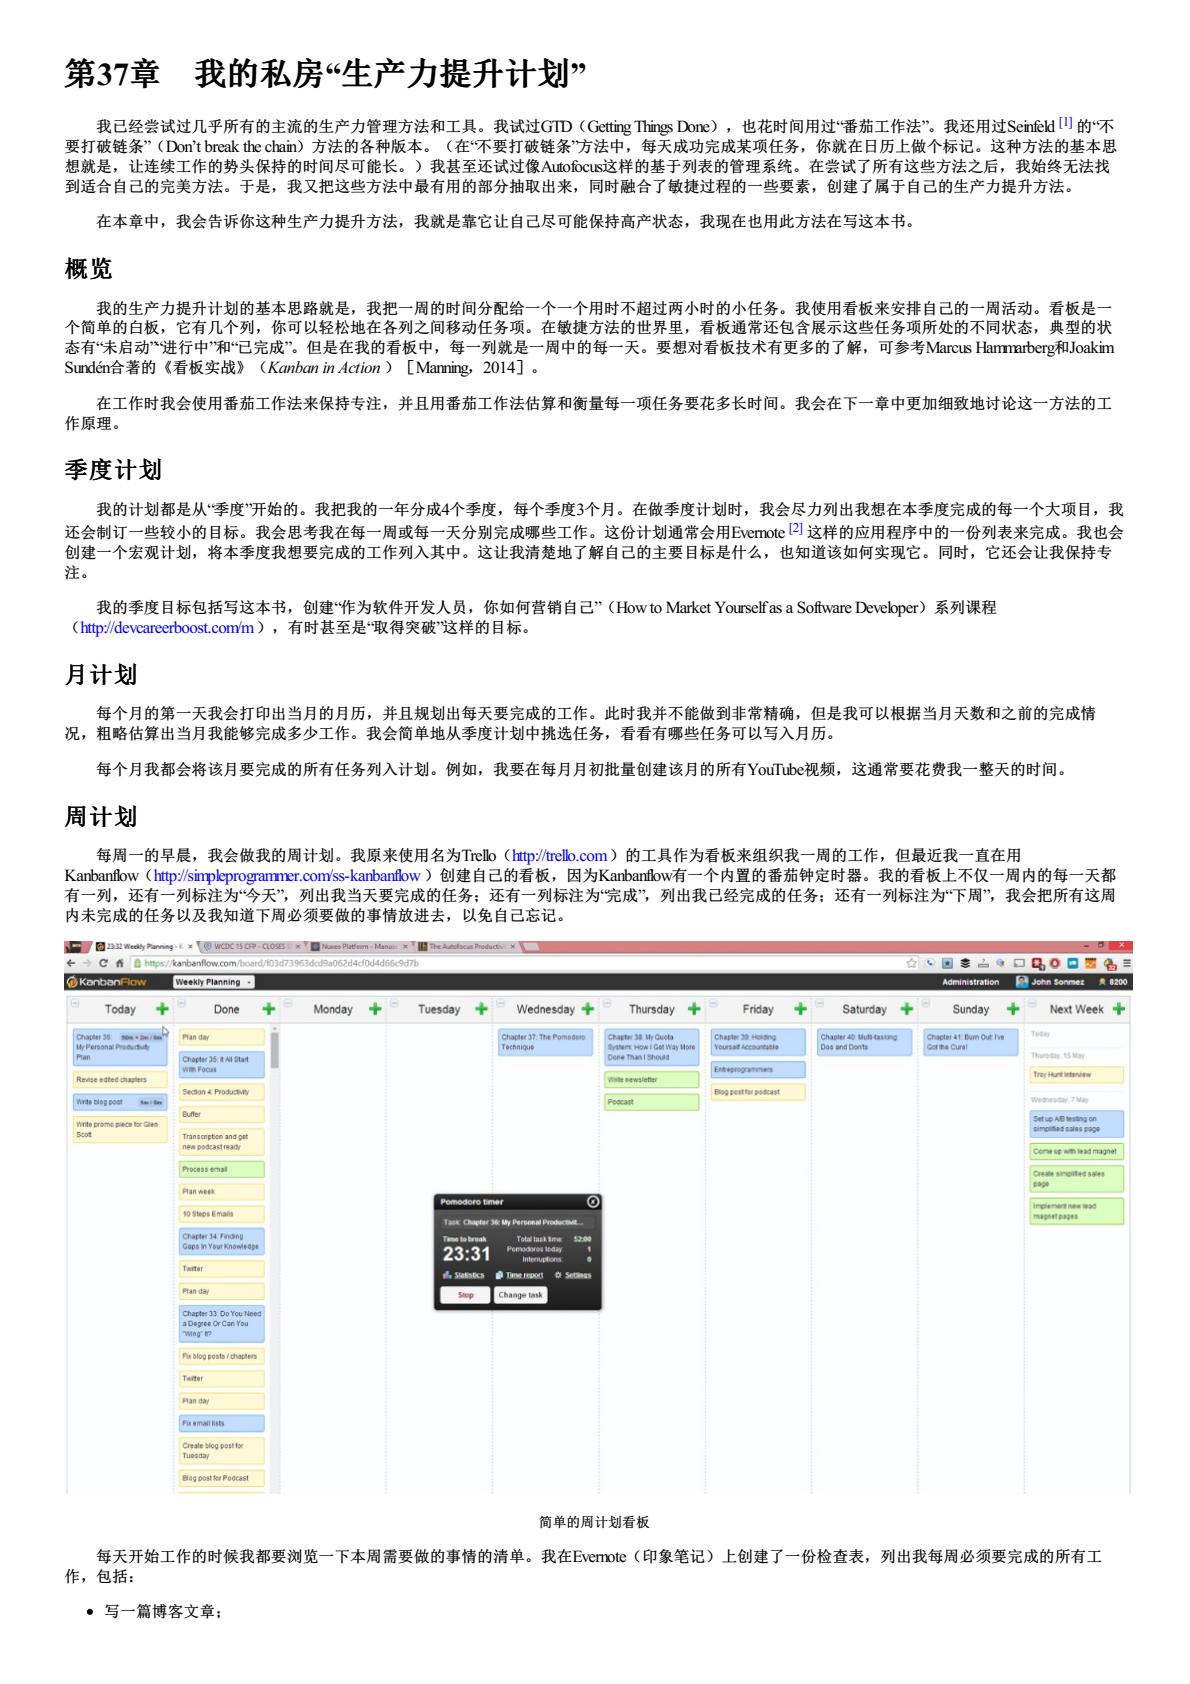 第37章　我的私房“生产力提升计划”
我已经尝试过几乎所有的主流的生产力管理方法和工具。我试过GTD（Getting Things Done），也花时间用过“番茄工作法”。我还用过Seinfeld [1] 的“不
要打破链条”（Don’t break the chain）方法的各种版本。（在“不要打破链条”方法中，每天成功完成某项任务，你就在日历上做个标记。这种方法的基本思
想就是，让连续工作的势头保持的时间尽可能长。）我甚至还试过像Autofocus这样的基于列表的管理系统。在尝试了所有这些方法之后，我始终无法找
到适合自己的完美方法。于是，我又把这些方法中最有用的部分抽取出来，同时融合了敏捷过程的一些要素，创建了属于自己的生产力提升方法。
在本章中，我会告诉你这种生产力提升方法，我就是靠它让自己尽可能保持高产状态，我现在也用此方法在写这本书。
概览
我的生产力提升计划的基本思路就是，我把一周的时间分配给一个一个用时不超过两小时的小任务。我使用看板来安排自己的一周活动。看板是一
个简单的白板，它有几个列，你可以轻松地在各列之间移动任务项。在敏捷方法的世界里，看板通常还包含展示这些任务项所处的不同状态，典型的状
态有“未启动”“进行中”和“已完成”。但是在我的看板中，每一列就是一周中的每一天。要想对看板技术有更多的了解，可参考Marcus Hammarberg和Joakim
Sundén合著的《看板实战》（Kanban in Action ）［Manning，2014］。
在工作时我会使用番茄工作法来保持专注，并且用番茄工作法估算和衡量每一项任务要花多长时间。我会在下一章中更加细致地讨论这一方法的工
作原理。
季度计划
我的计划都是从“季度”开始的。我把我的一年分成4个季度，每个季度3个月。在做季度计划时，我会尽力列出我想在本季度完成的每一个大项目，我
还会制订一些较小的目标。我会思考我在每一周或每一天分别完成哪些工作。这份计划通常会用Evernote [2] 这样的应用程序中的一份列表来完成。我也会
创建一个宏观计划，将本季度我想要完成的工作列入其中。这让我清楚地了解自己的主要目标是什么，也知道该如何实现它。同时，它还会让我保持专
注。
我的季度目标包括写这本书，创建“作为软件开发人员，你如何营销自己”（How to Market Yourself as a Software Developer）系列课程
（http://devcareerboost.com/m ），有时甚至是“取得突破”这样的目标。
月计划
每个月的第一天我会打印出当月的月历，并且规划出每天要完成的工作。此时我并不能做到非常精确，但是我可以根据当月天数和之前的完成情
况，粗略估算出当月我能够完成多少工作。我会简单地从季度计划中挑选任务，看看有哪些任务可以写入月历。
每个月我都会将该月要完成的所有任务列入计划。例如，我要在每月月初批量创建该月的所有YouTube视频，这通常要花费我一整天的时间。
周计划
每周一的早晨，我会做我的周计划。我原来使用名为Trello（http://trello.com ）的工具作为看板来组织我一周的工作，但最近我一直在用
Kanbanflow（http://simpleprogrammer.com/ss-kanbanflow ）创建自己的看板，因为Kanbanflow有一个内置的番茄钟定时器。我的看板上不仅一周内的每一天都
有一列，还有一列标注为“今天”，列出我当天要完成的任务；还有一列标注为“完成”，列出我已经完成的任务；还有一列标注为“下周”，我会把所有这周
内未完成的任务以及我知道下周必须要做的事情放进去，以免自己忘记。
23:32 Weekly Planning - K
WCDC 15 CFP - CLOSES
Nuxeo Platform - Manua
The Autofocus Productiv
https://kanbanflow.com/board/f03d73963dcd9a062d4cf0d4d66c9d7b
KanbanFlow
Weekly Planning
Administration
John Sonmez
8200
Today
Done
Monday
Tuesday
Wednesday
Thursday
Friday
Saturday
Sunday
Next Week
Chapter 36:
My Personal Productivity
Plan
Revise edited chapters
Write blog post
Write promo piece for Glen
Scott
Plan day
Chapter 35: It All Start
With Focus
Section 4: Productivity
Buffer
Transcription and get
new podcast ready
Process email
Plan week
10 Steps Emails
Chapter 34: Finding
Gaps In Your Knowledge
Twitter
Plan day
Chapter 33: Do You Need
a Degree Or Can You
"Wing" It?
Fix blog posts / chapters
Twitter
Plan day
Fix email lists
Create blog post for
Tuesday
Blog post for Podcast
Chapter 37: The Pomodoro
Technique
Chapter 38: My Quota
System: How I Get Way More
Done Than I Should
Write newsletter
Podcast
Chapter 39: Holding
Yourself Accountable
Entreprogrammers
Blog post for podcast
Chapter 40: Multi-tasking:
Dos and Donts
Chapter 41: Burn Out: I've
Got the Cure!
Today
Thursday, 15 May
Troy Hunt Interview
Wednesday, 7 May
Set up A/B testing on
simplified sales page
Come up with lead magnet
Create simplified sales
page
Implement new lead
magnet pages
Pomodoro timer
Task: Chapter 36: My Personal Productivit...
Time to break
23:31
Total task time: 52:00
Pomodoros today: 1
Interruptions: 0
Statistics
Time report
Settings
Stop
Change task
简单的周计划看板
每天开始工作的时候我都要浏览一下本周需要做的事情的清单。我在Evernote（印象笔记）上创建了一份检查表，列出我每周必须要完成的所有工
作，包括：
• 写一篇博客文章；